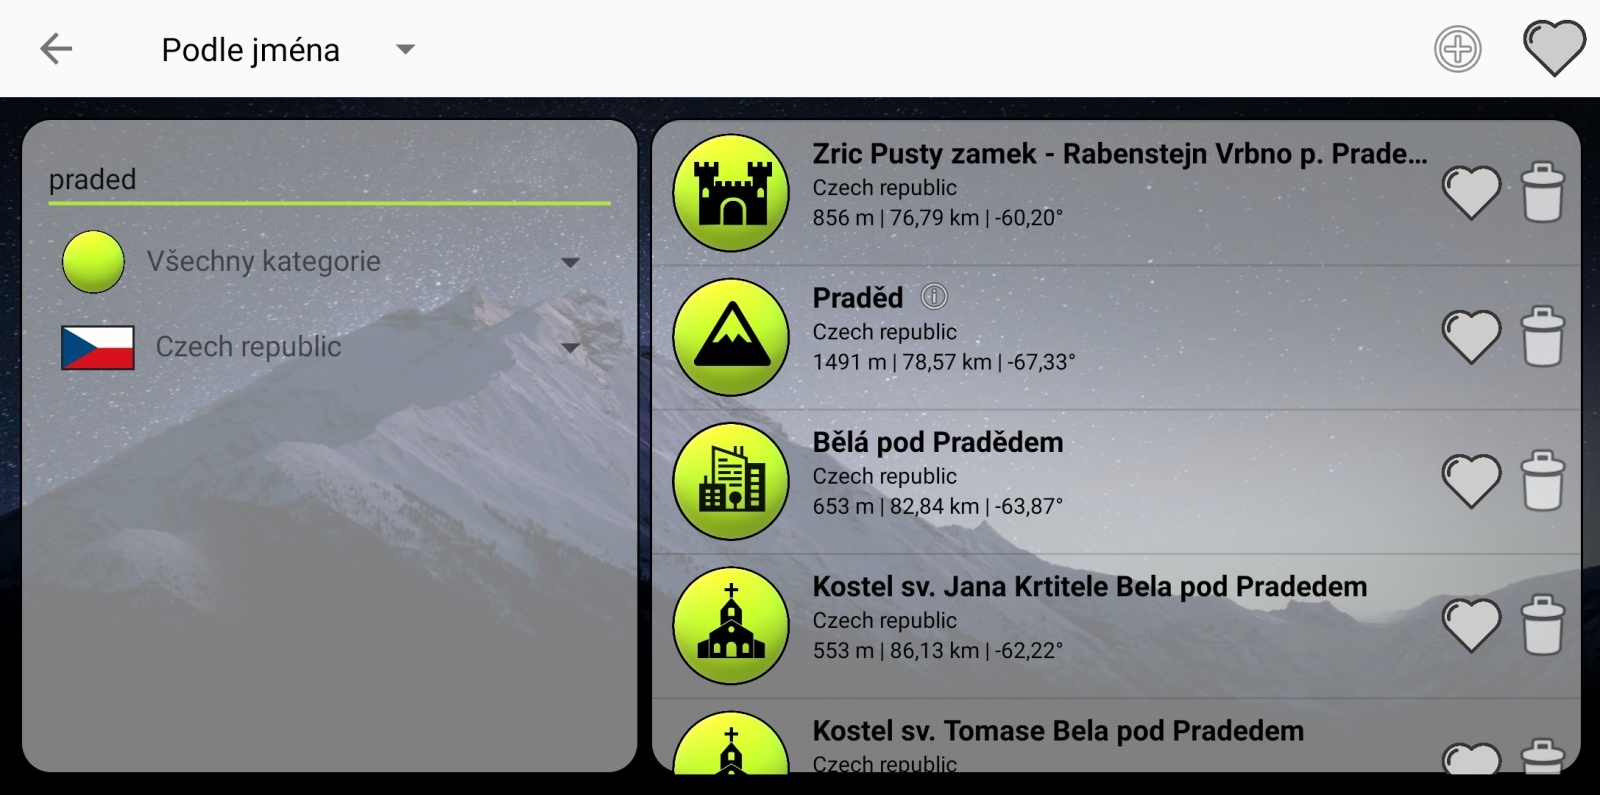 Podle jména
praded
Všechny kategorie
Czech republic
Zric Pusty zamek - Rabenstejn Vrbno p. Prade...
Czech republic
856 m | 76,79 km | -60,20°
Praděd
Czech republic
1491 m | 78,57 km | -67,33°
Bělá pod Pradědem
Czech republic
653 m | 82,84 km | -63,87°
Kostel sv. Jana Krtitele Bela pod Pradedem
Czech republic
553 m | 86,13 km | -62,22°
Kostel sv. Tomase Bela pod Pradedem
Czech republic